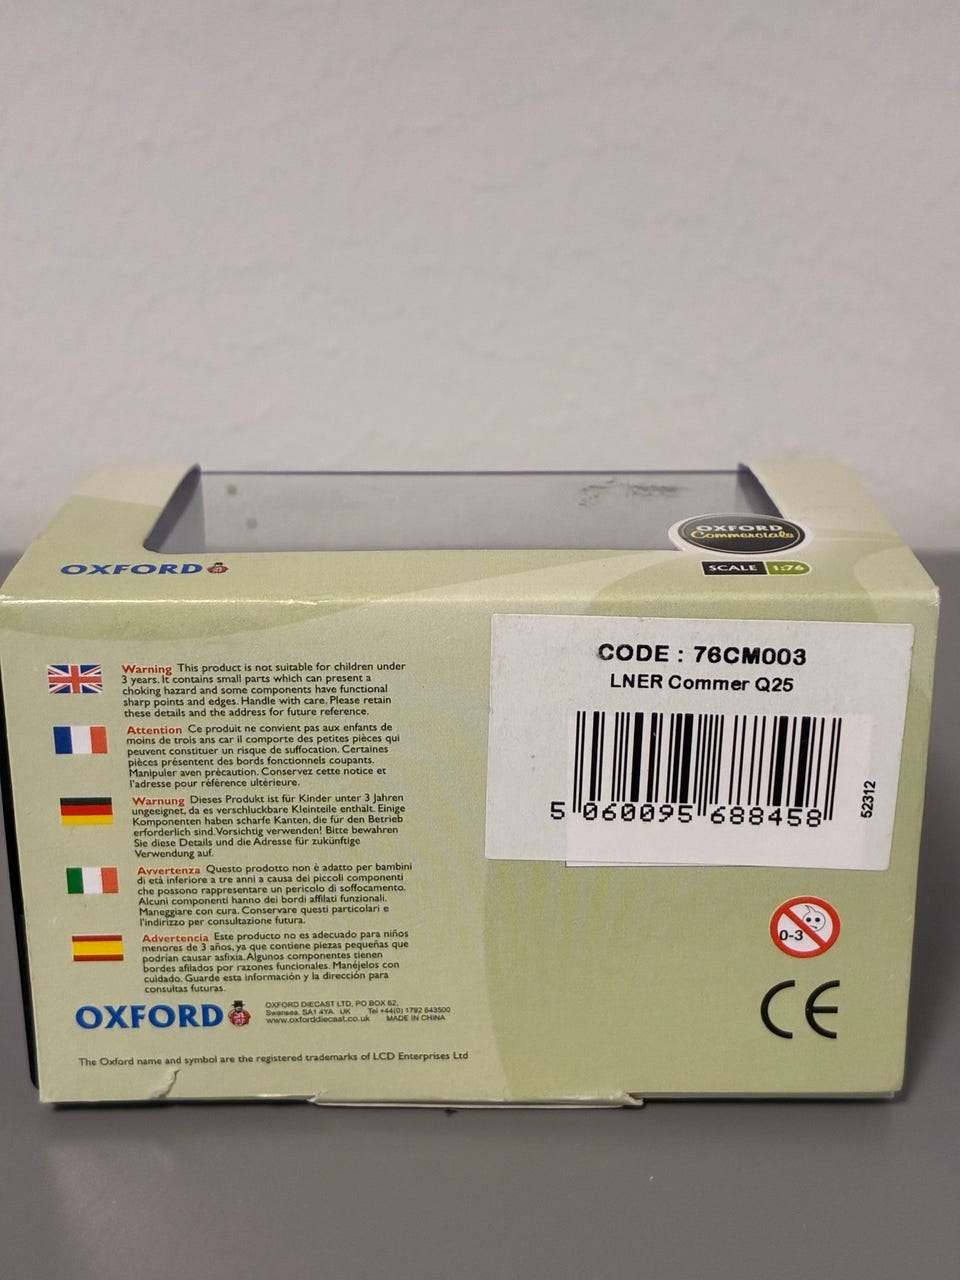 OXFORD
OXFORD
Commercials
SCALE 1:76
Warning This product is not suitable for children under
3 years. It contains small parts which can present a
choking hazard and some components have functional
sharp points and edges. Handle with care. Please retain
these details and the address for future reference.
Attention Ce produit ne convient pas aux enfants de
moins de trois ans car il comporte des petites pièces qui
peuvent constituer un risque de suffocation. Certaines
pièces présentent des bords fonctionnels coupants.
Manipuler aven précaution. Conservez cette notice et
l'adresse pour référence ultérieure.
Warnung Dieses Produkt ist für Kinder unter 3 Jahren
ungeeignet, da es verschluckbare Kleinteile enthält. Einige
Komponenten haben scharfe Kanten, die für den Betrieb
erforderlich sind. Vorsichtig verwenden! Bitte bewahren
Sie diese Details und die Adresse für zukünftige
Verwendung auf.
Avvertenza Questo prodotto non è adatto per bambini
di età inferiore a tre anni a causa dei piccoli componenti
che possono rappresentare un pericolo di soffocamento.
Alcuni componenti hanno dei bordi affilati funzionali.
Maneggiare con cura. Conservare questi particolari e
l'indirizzo per consultazione futura.
Advertencia Este producto no es adecuado para niños
menores de 3 años, ya que contiene piezas pequeñas que
podrían causar asfixia. Algunos componentes tienen
bordes afilados por razones funcionales. Manéjelos con
cuidado. Guarde esta información y la dirección para
consultas futuras.
OXFORD
OXFORD DIECAST LTD, PO BOX 62,
Swansea. SA1 4YA UK Tel +44(0) 1792 643500
www.oxforddiecast.co.uk MADE IN CHINA
The Oxford name and symbol are the registered trademarks of LCD Enterprises Ltd
CODE : 76CM003
LNER Commer Q25
5 060095 688458
52312
0-3
CE